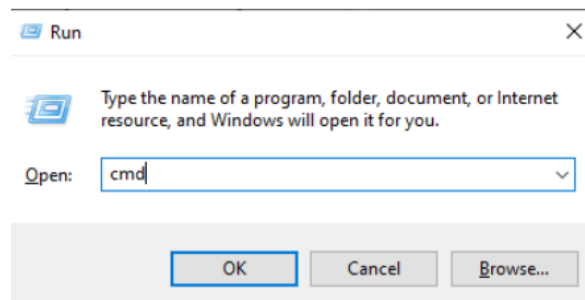 Run
Type the name of a program, folder, document, or Internet
resource, and Windows will open it for you.
Open: cmd
OK Cancel Browse...